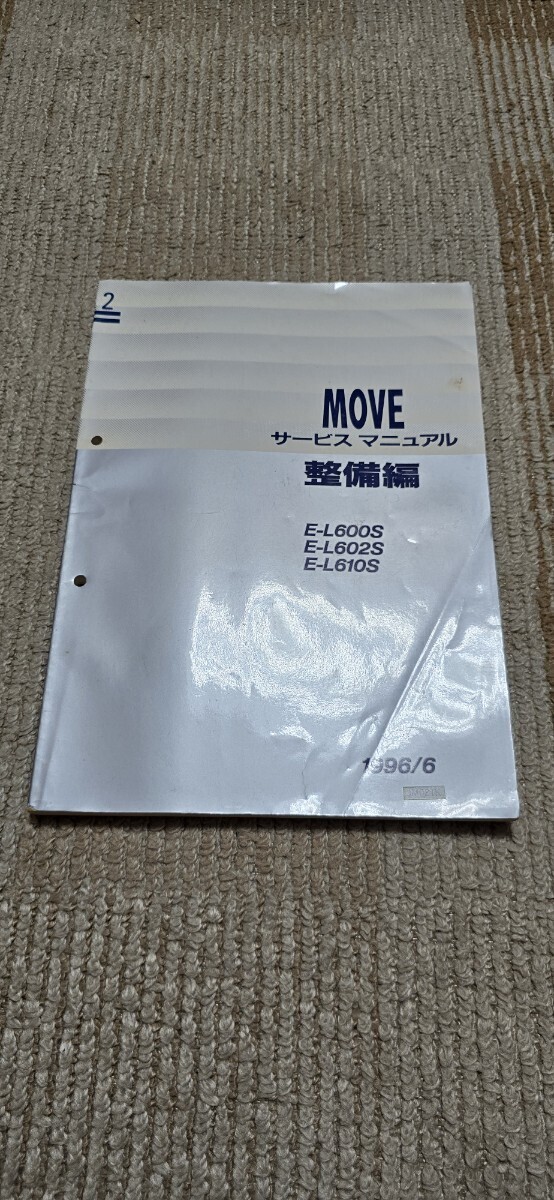 2
MOVE
サービス マニュアル
整備編
E-L600S
E-L602S
E-L610S
1996/6